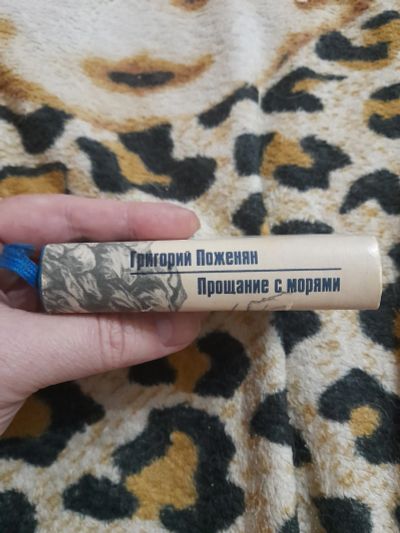 Григорий Поженян
Прощание с морями